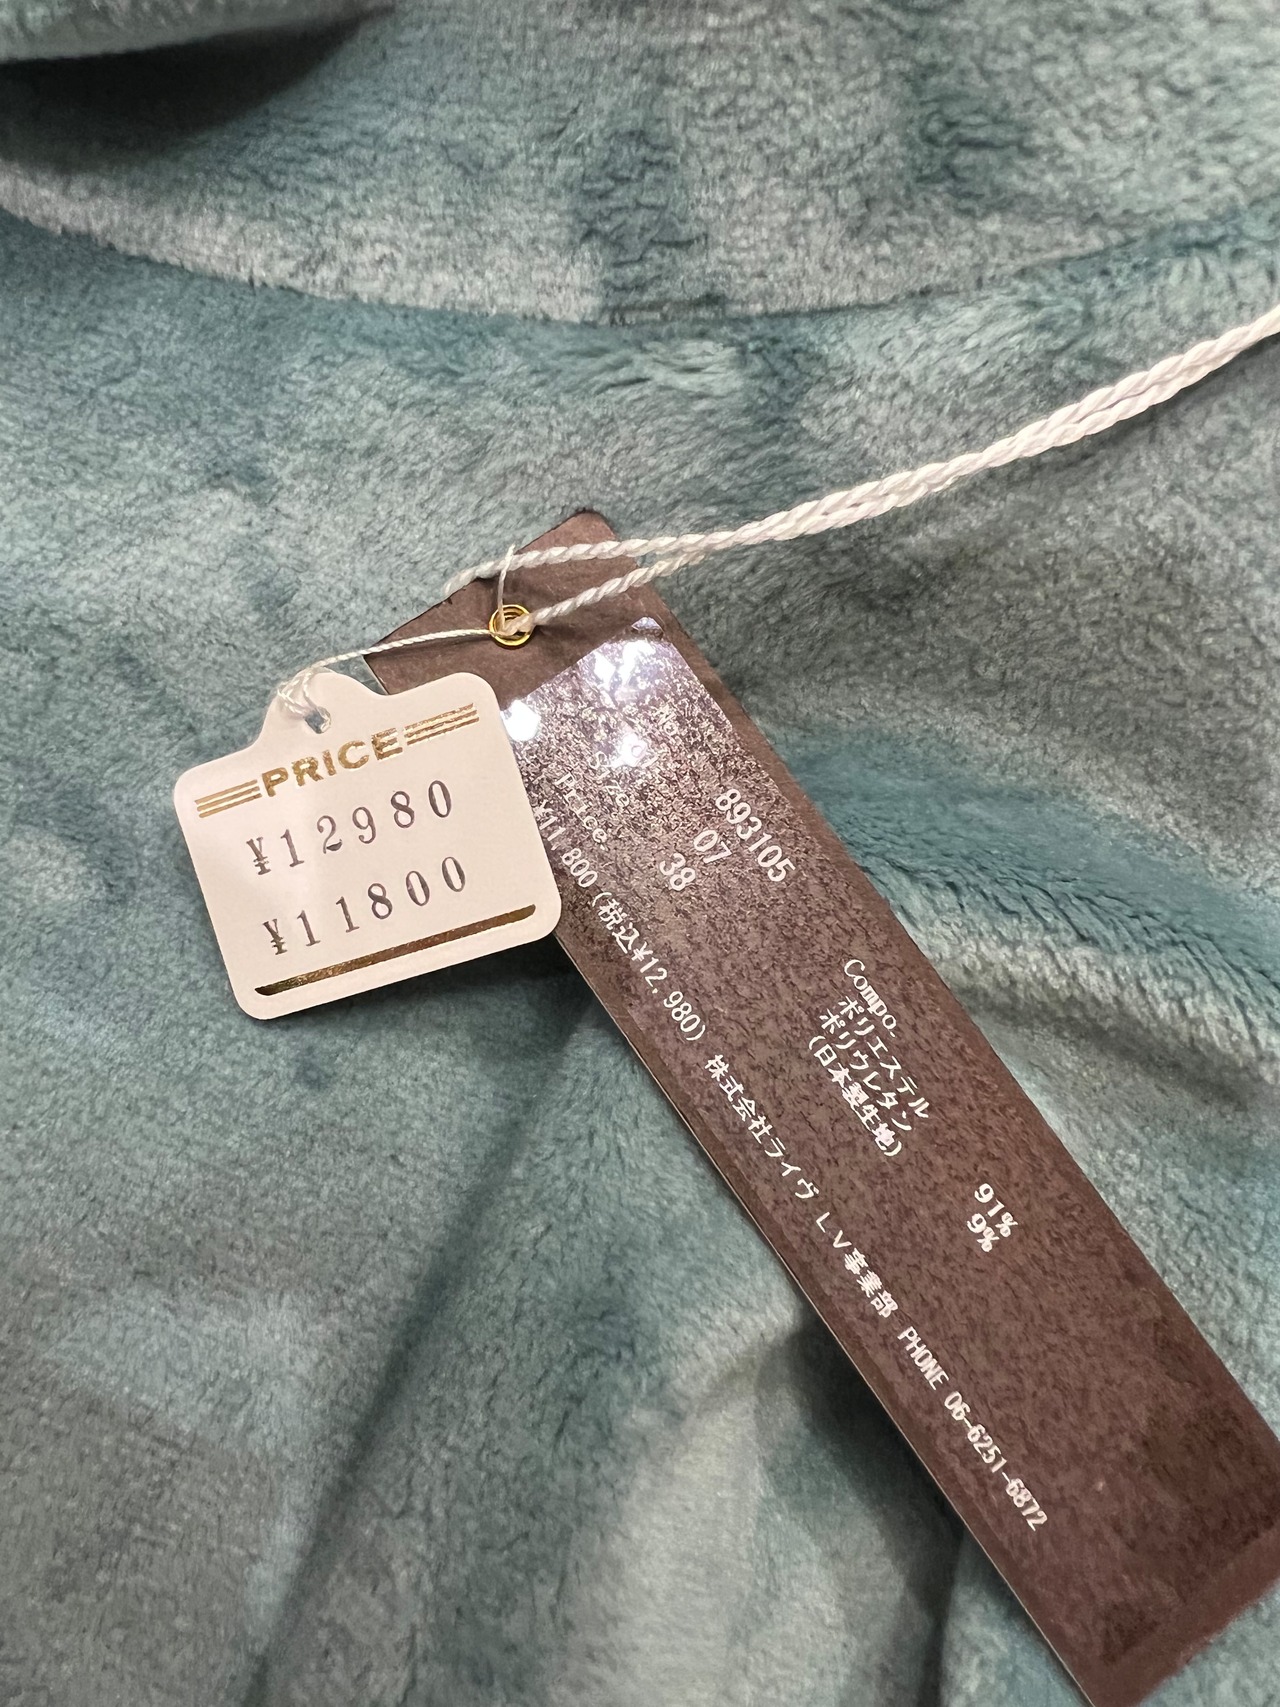 PRICE
¥12980
¥11800
893105
07
Size 38
Price ¥11,800(税込¥12,980)
Compo.
ポリエステル 91%
ポリウレタン 9%
(日本製生地)
株式会社ライヴ LV事業部 PHONE 06-6251-6872